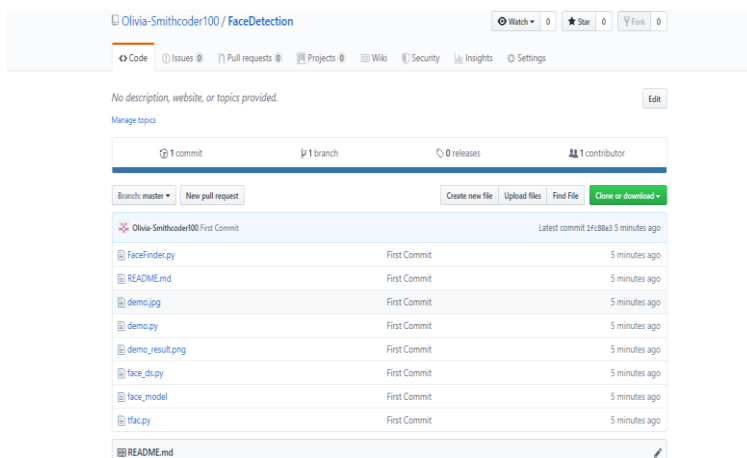 Olivia-Smithcoder100 / FaceDetection Watch 0 Star 0 Fork 0
Code Issues 0 Pull requests 0 Projects 0 Wiki Security Insights Settings
No description, website, or topics provided. Edit
Manage topics
1 commit 1 branch 0 releases 1 contributor
Branch: master New pull request Create new file Upload files Find File Clone or download
Olivia-Smithcoder100 First Commit Latest commit 1fc80a3 5 minutes ago
FaceFinder.py First Commit 5 minutes ago
README.md First Commit 5 minutes ago
demo.jpg First Commit 5 minutes ago
demo.py First Commit 5 minutes ago
demo_result.png First Commit 5 minutes ago
face_ds.py First Commit 5 minutes ago
face_model First Commit 5 minutes ago
tfac.py First Commit 5 minutes ago
README.md